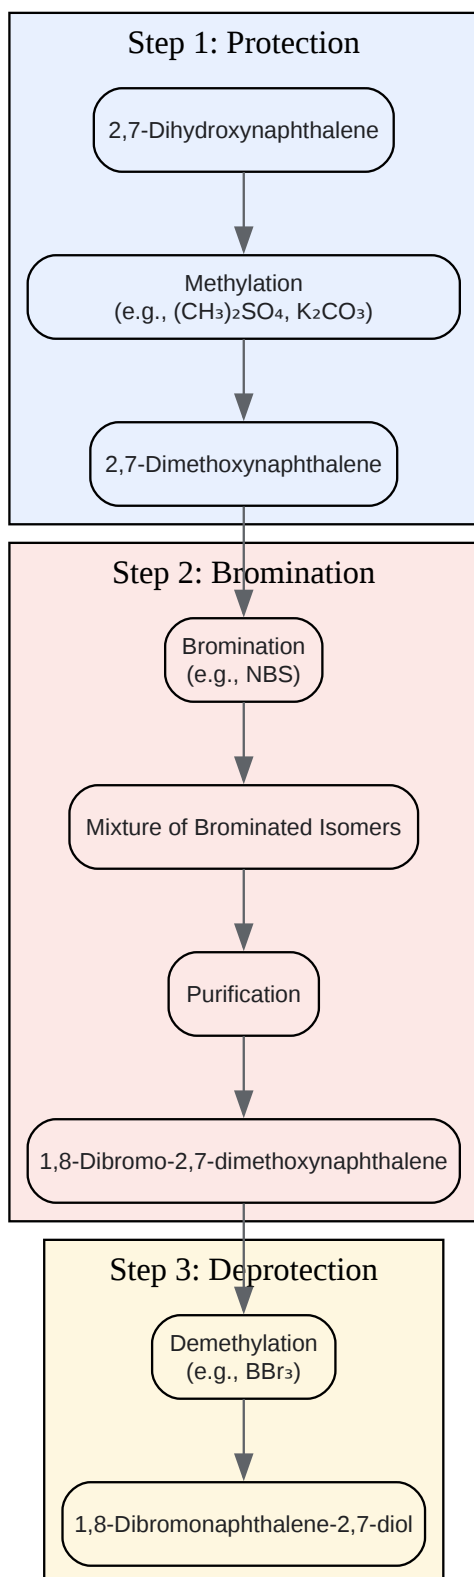 Step 1: Protection
2,7-Dihydroxynaphthalene
Methylation
(e.g., (CH₃)₂SO₄, K₂CO₃)
2,7-Dimethoxynaphthalene
Step 2: Bromination
Bromination
(e.g., NBS)
Mixture of Brominated Isomers
Purification
1,8-Dibromo-2,7-dimethoxynaphthalene
Step 3: Deprotection
Demethylation
(e.g., BBr₃)
1,8-Dibromonaphthalene-2,7-diol